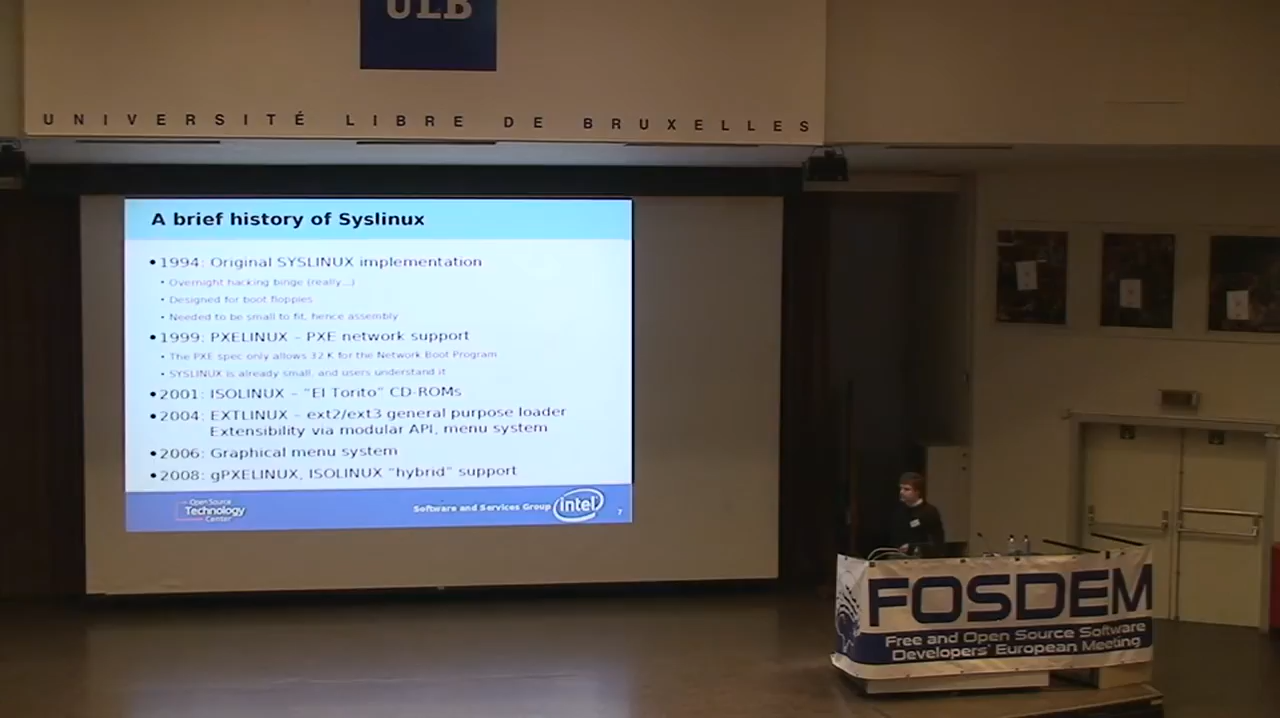 ULB
UNIVERSITÉ LIBRE DE BRUXELLES
A brief history of Syslinux
• 1994: Original SYSLINUX implementation
• Overnight hacking binge (really...)
• Designed for boot floppies
• Needed to be small to fit, hence assembly
• 1999: PXELINUX – PXE network support
• The PXE spec only allows 32 K for the Network Boot Program
• SYSLINUX is already small, and users understand it
• 2001: ISOLINUX – “El Torito” CD-ROMs
• 2004: EXTLINUX – ext2/ext3 general purpose loader
Extensibility via modular API, menu system
• 2006: Graphical menu system
• 2008: gPXELINUX, ISOLINUX “hybrid” support
Open Source
Technology
Center
Software and Services Group
intel
7
FOSDEM
Free and Open Source Software
Developers' European Meeting